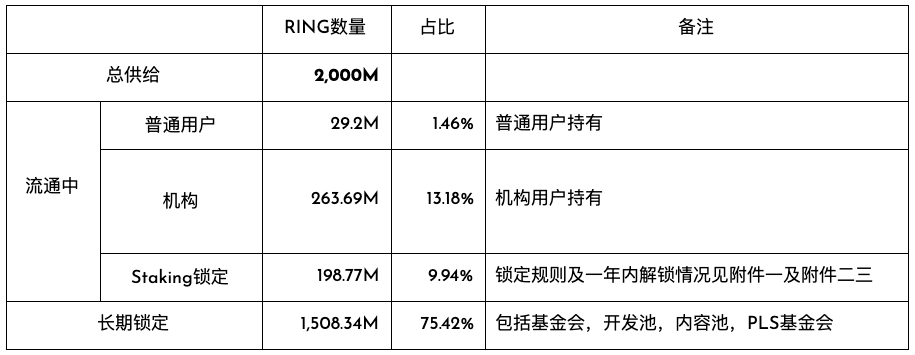 RING数量 占比 备注
总供给 2,000M
流通中 普通用户 29.2M 1.46% 普通用户持有
机构 263.69M 13.18% 机构用户持有
Staking锁定 198.77M 9.94% 锁定规则及一年内解锁情况见附件一及附件二三
长期锁定 1,508.34M 75.42% 包括基金会，开发池，内容池，PLS基金会